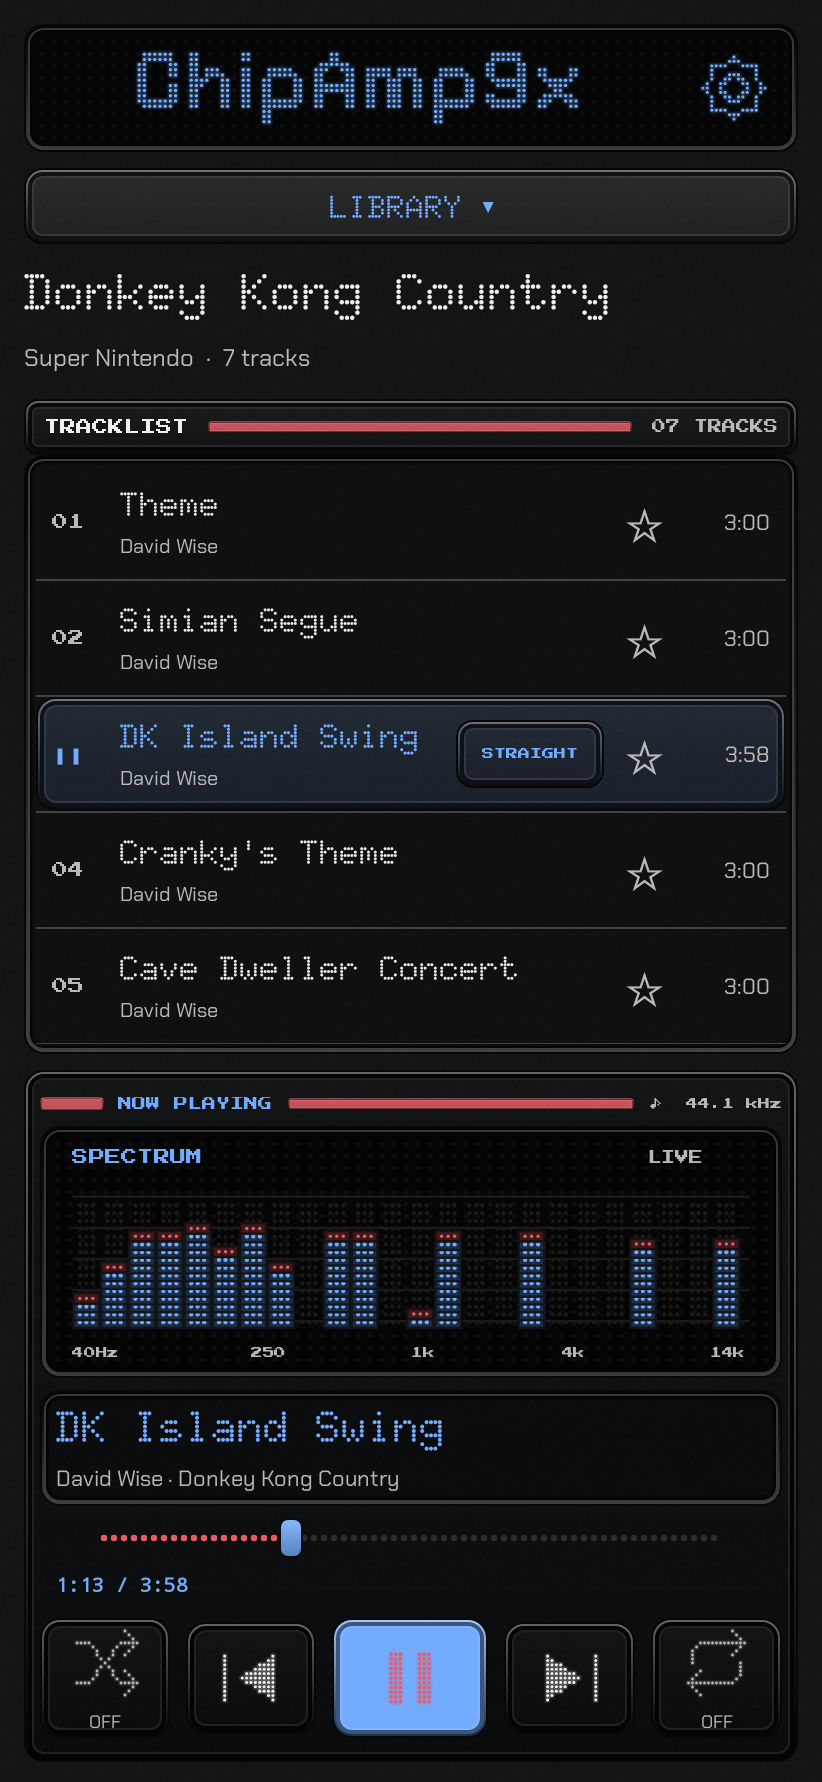 ChipAmp9x
LIBRARY ▼
Donkey Kong Country
Super Nintendo · 7 tracks
TRACKLIST 07 TRACKS
01 Theme 3:00
David Wise
02 Simian Segue 3:00
David Wise
DK Island Swing STRAIGHT 3:58
David Wise
04 Cranky's Theme 3:00
David Wise
05 Cave Dweller Concert 3:00
David Wise
NOW PLAYING ♪ 44.1 kHz
SPECTRUM LIVE
40Hz 250 1k 4k 14k
DK Island Swing
David Wise · Donkey Kong Country
1:13 / 3:58
OFF OFF